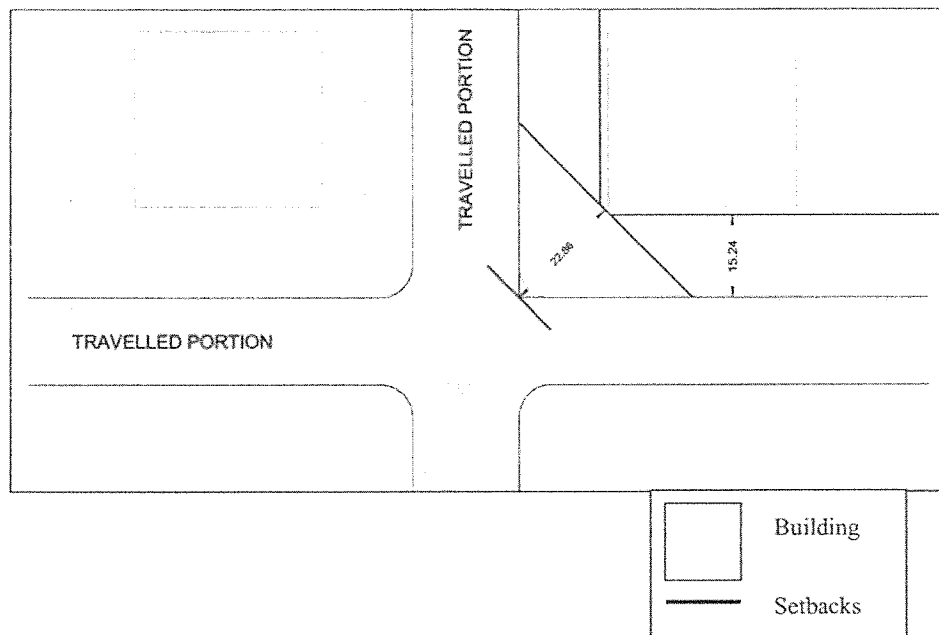 TRAVELLED PORTION
22.86
15.24
TRAVELLED PORTION
Building
Setbacks